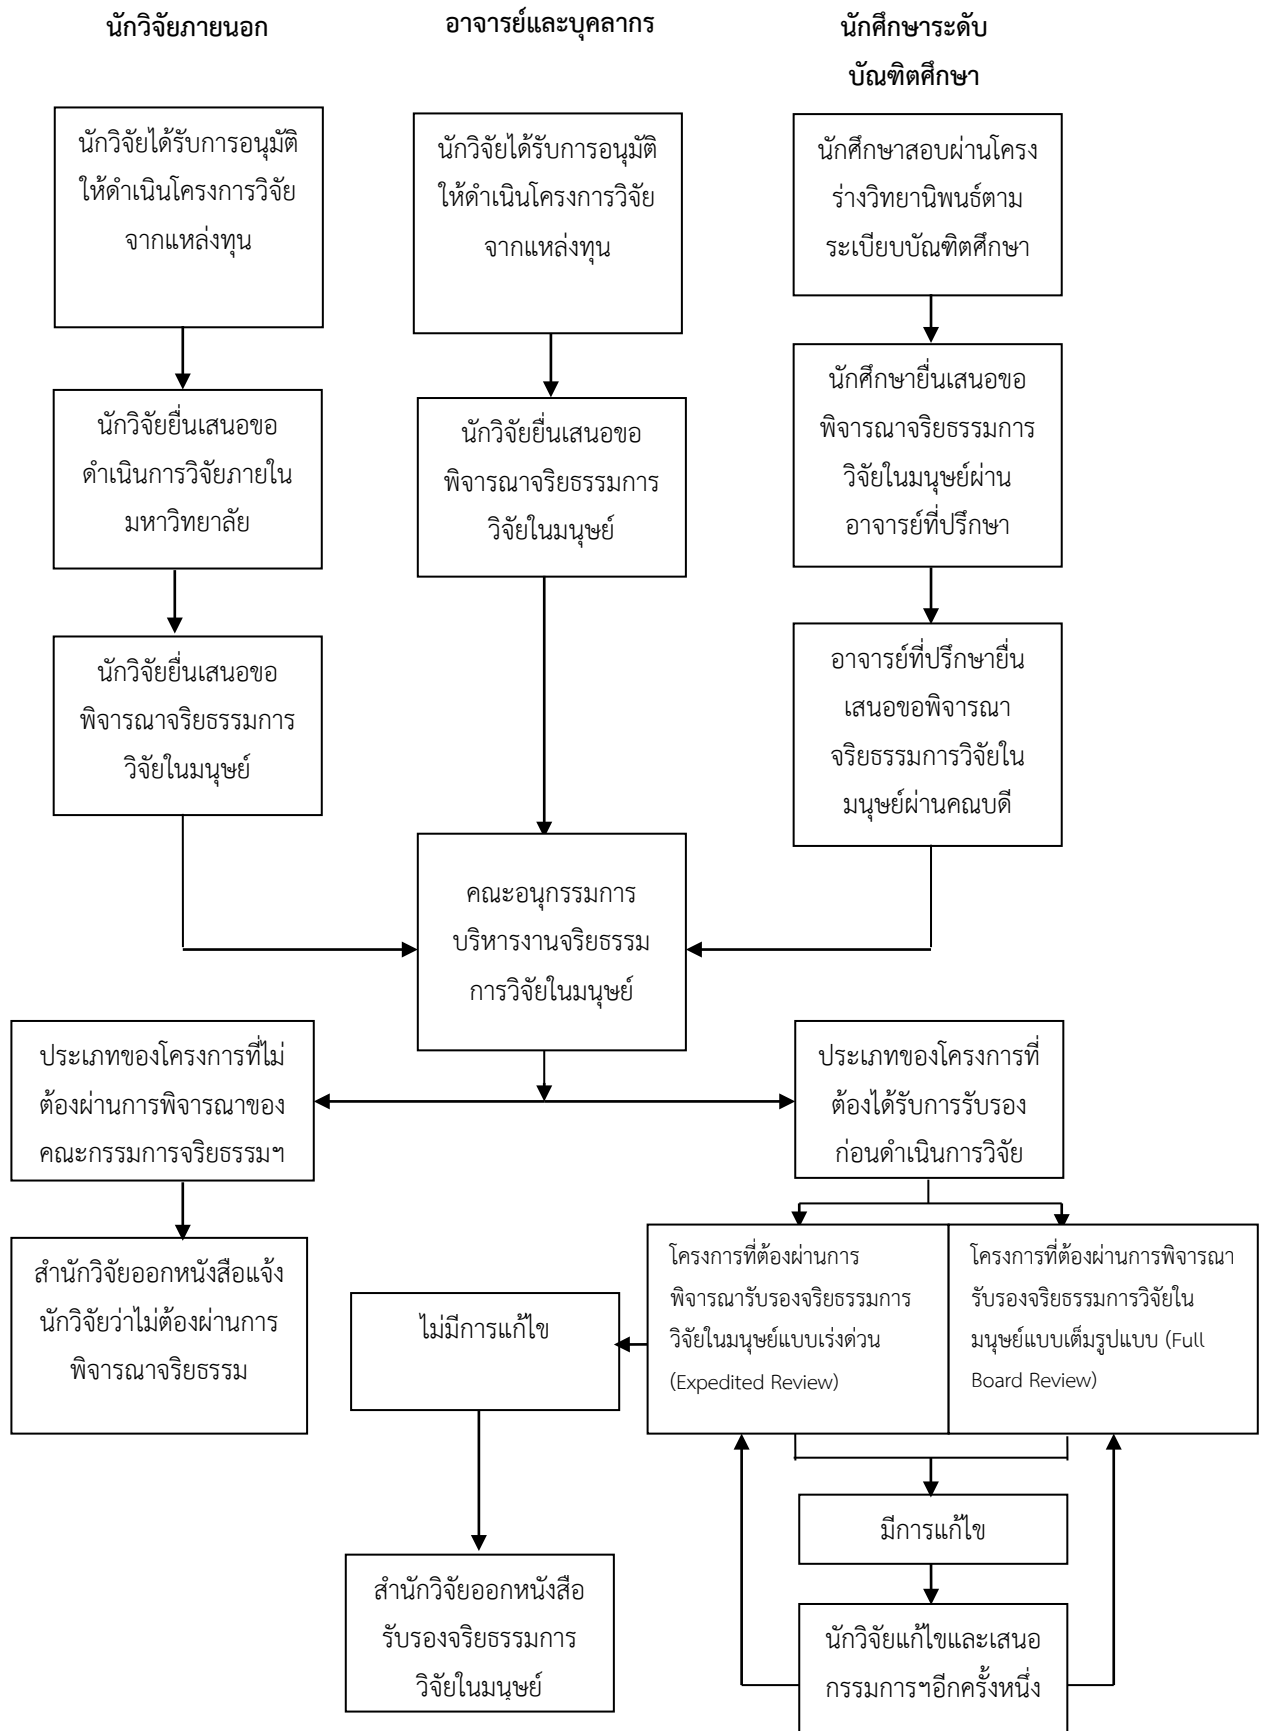 นักวิจัยภายนอก
อาจารย์และบุคลากร
นักศึกษาระดับ
บัณฑิตศึกษา
นักวิจัยได้รับการอนุมัติ
ให้ดำเนินโครงการวิจัย
จากแหล่งทุน
นักวิจัยได้รับการอนุมัติ
ให้ดำเนินโครงการวิจัย
จากแหล่งทุน
นักศึกษาสอบผ่านโครง
ร่างวิทยานิพนธ์ตาม
ระเบียบบัณฑิตศึกษา
นักวิจัยยื่นเสนอขอ
ดำเนินการวิจัยภายใน
มหาวิทยาลัย
นักวิจัยยื่นเสนอขอ
พิจารณาจริยธรรมการ
วิจัยในมนุษย์
นักศึกษายื่นเสนอขอ
พิจารณาจริยธรรมการ
วิจัยในมนุษย์ผ่าน
อาจารย์ที่ปรึกษา
นักวิจัยยื่นเสนอขอ
พิจารณาจริยธรรมการ
วิจัยในมนุษย์
อาจารย์ที่ปรึกษายื่น
เสนอขอพิจารณา
จริยธรรมการวิจัยใน
มนุษย์ผ่านคณบดี
คณะอนุกรรมการ
บริหารงานจริยธรรม
การวิจัยในมนุษย์
ประเภทของโครงการที่ไม่
ต้องผ่านการพิจารณาของ
คณะกรรมการจริยธรรมฯ
ประเภทของโครงการที่
ต้องได้รับการรับรอง
ก่อนดำเนินการวิจัย
สำนักวิจัยออกหนังสือแจ้ง
นักวิจัยว่าไม่ต้องผ่านการ
พิจารณาจริยธรรม
ไม่มีการแก้ไข
โครงการที่ต้องผ่านการ
พิจารณารับรองจริยธรรมการ
วิจัยในมนุษย์แบบเร่งด่วน
(Expedited Review)
โครงการที่ต้องผ่านการพิจารณา
รับรองจริยธรรมการวิจัยใน
มนุษย์แบบเต็มรูปแบบ (Full
Board Review)
มีการแก้ไข
สำนักวิจัยออกหนังสือ
รับรองจริยธรรมการ
วิจัยในมนุษย์
นักวิจัยแก้ไขและเสนอ
กรรมการฯอีกครั้งหนึ่ง